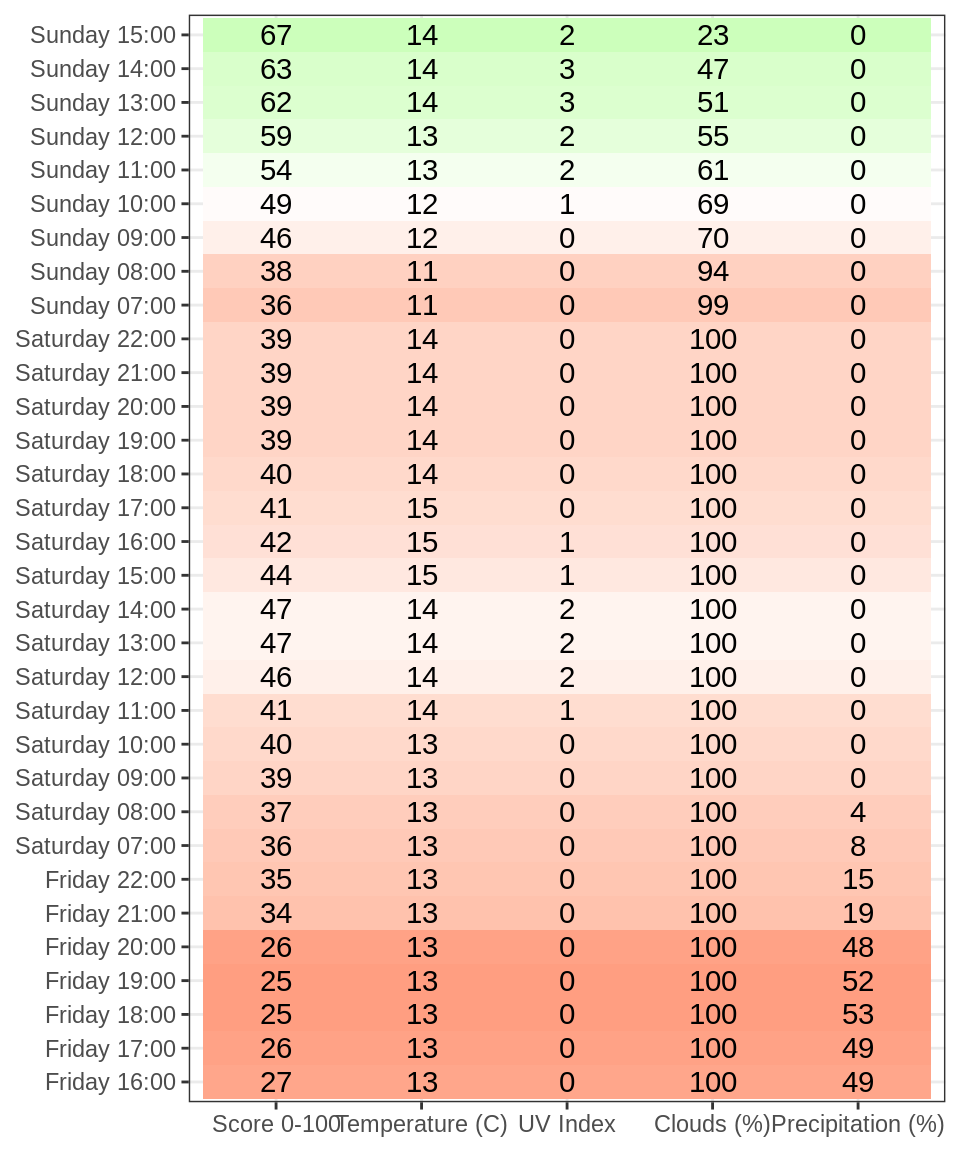 Sunday 15:00 67 14 2 23 0
Sunday 14:00 63 14 3 47 0
Sunday 13:00 62 14 3 51 0
Sunday 12:00 59 13 2 55 0
Sunday 11:00 54 13 2 61 0
Sunday 10:00 49 12 1 69 0
Sunday 09:00 46 12 0 70 0
Sunday 08:00 38 11 0 94 0
Sunday 07:00 36 11 0 99 0
Saturday 22:00 39 14 0 100 0
Saturday 21:00 39 14 0 100 0
Saturday 20:00 39 14 0 100 0
Saturday 19:00 39 14 0 100 0
Saturday 18:00 40 14 0 100 0
Saturday 17:00 41 15 0 100 0
Saturday 16:00 42 15 1 100 0
Saturday 15:00 44 15 1 100 0
Saturday 14:00 47 14 2 100 0
Saturday 13:00 47 14 2 100 0
Saturday 12:00 46 14 2 100 0
Saturday 11:00 41 14 1 100 0
Saturday 10:00 40 13 0 100 0
Saturday 09:00 39 13 0 100 0
Saturday 08:00 37 13 0 100 4
Saturday 07:00 36 13 0 100 8
Friday 22:00 35 13 0 100 15
Friday 21:00 34 13 0 100 19
Friday 20:00 26 13 0 100 48
Friday 19:00 25 13 0 100 52
Friday 18:00 25 13 0 100 53
Friday 17:00 26 13 0 100 49
Friday 16:00 27 13 0 100 49
Score 0-100 Temperature (C) UV Index Clouds (%) Precipitation (%)